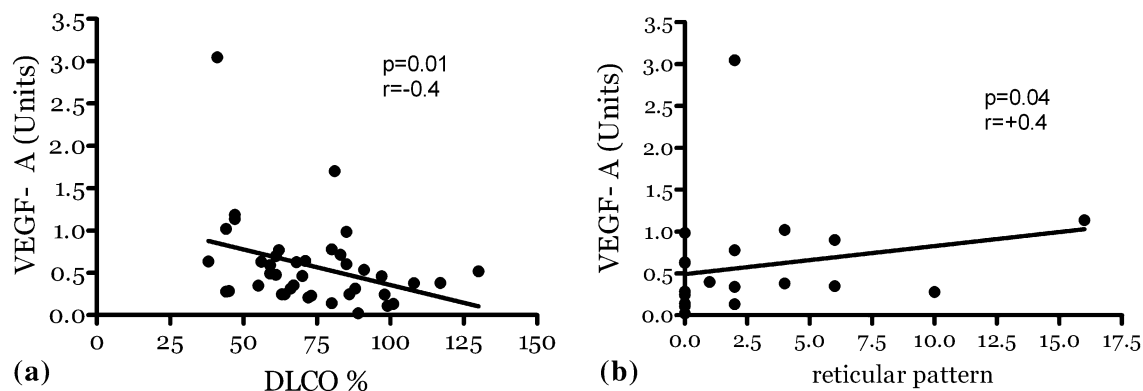 3.5
3.0
2.5
2.0
1.5
1.0
0.5
0.0
VEGF- A (Units)
p=0.01
r=-0.4
0 25 50 75 100 125 150
DLCO %
(a)
3.5
3.0
2.5
2.0
1.5
1.0
0.5
0.0
VEGF- A (Units)
p=0.04
r=+0.4
0.0 2.5 5.0 7.5 10.0 12.5 15.0 17.5
reticular pattern
(b)